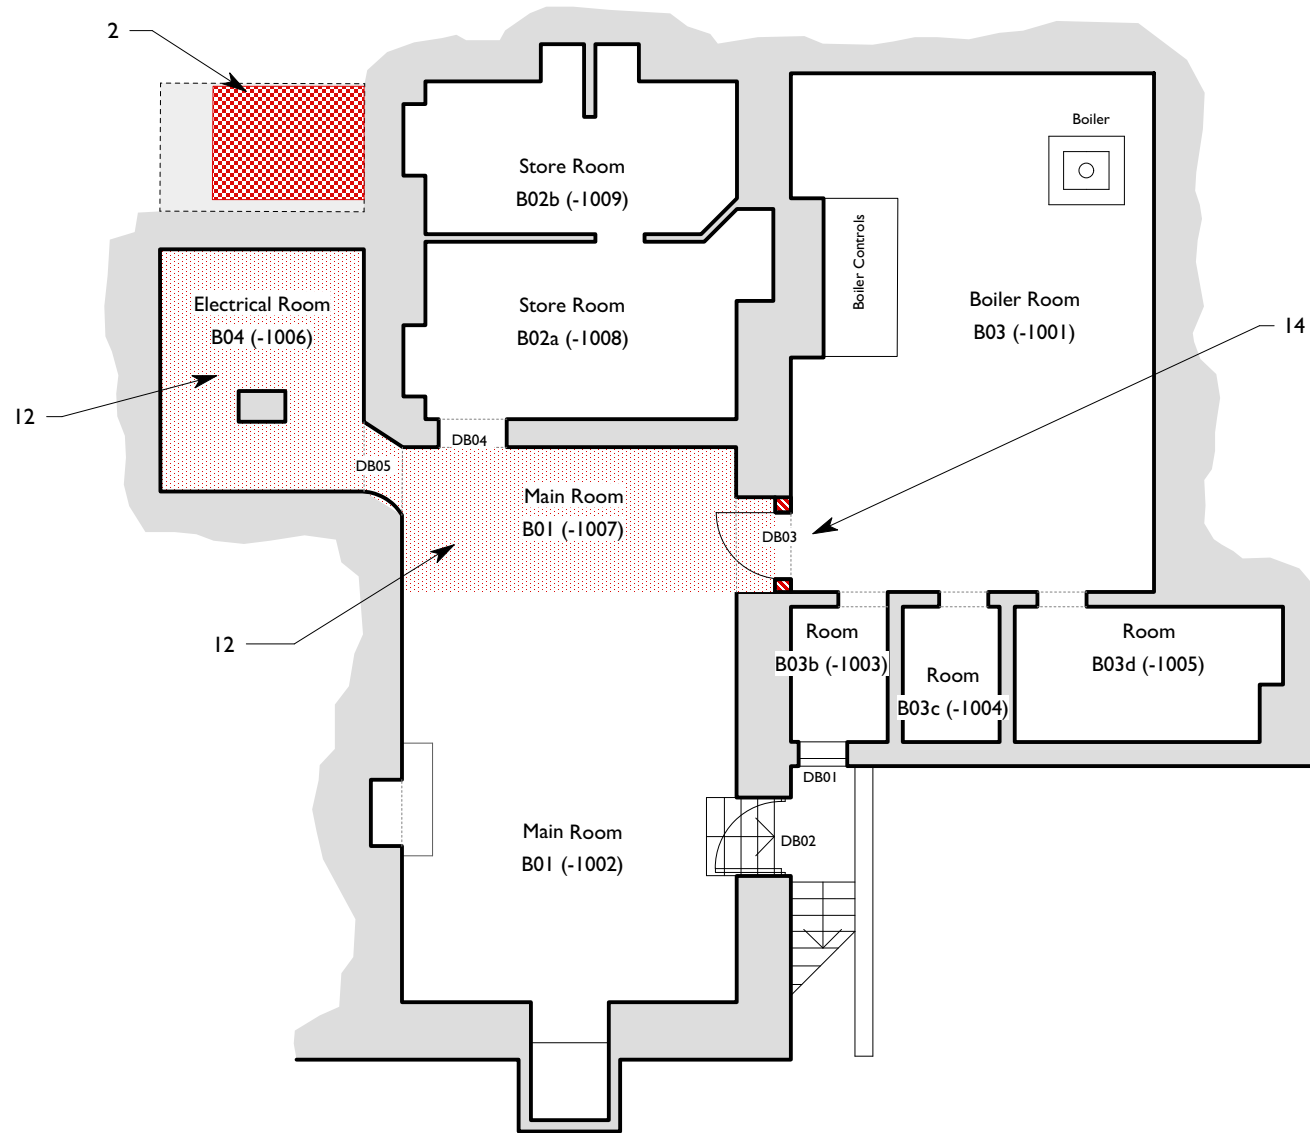 2
Boiler
Store Room
B02b (-1009)
Boiler Controls
Electrical Room
B04 (-1006)
Store Room
B02a (-1008)
Boiler Room
B03 (-1001)
14
12
DB04
DB05
Main Room
B01 (-1007)
DB03
12
Room
B03b (-1003)
Room
B03c (-1004)
Room
B03d (-1005)
DB01
Main Room
B01 (-1002)
DB02